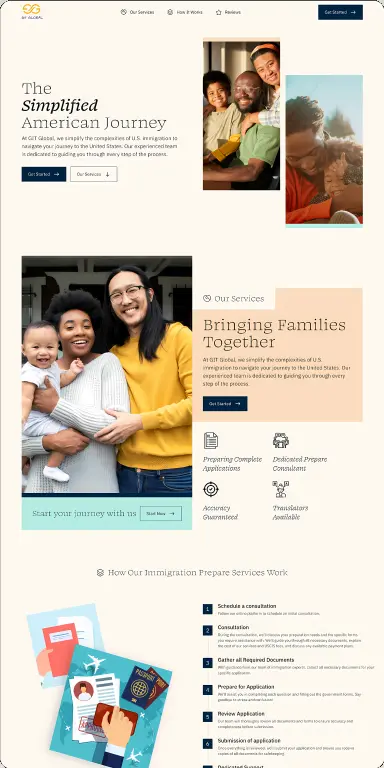 GIT GLOBAL
Our Services
How It Works
Reviews
Get Started
The
Simplified
American Journey
At GIT Global, we simplify the complexities of U.S. immigration to
navigate your journey to the United States. Our experienced team
is dedicated to guiding you through every step of the process.
Get Started
Our Services
Our Services
Bringing Families
Together
At GIT Global, we simplify the complexities of U.S.
immigration to navigate your journey to the United States. Our
experienced team is dedicated to guiding you through every
step of the process.
Get Started
Preparing Complete
Applications
Dedicated Prepare
Consultant
Accuracy
Guaranteed
Translators
Available
Start your journey with us
Start Now
How Our Immigration Prepare Services Work
PASSPORT
1
Schedule a consultation
2
Consultation
3
Gather all Required Documents
4
Prepare for Application
5
Review Application
6
Submission of application
Dedicated Support